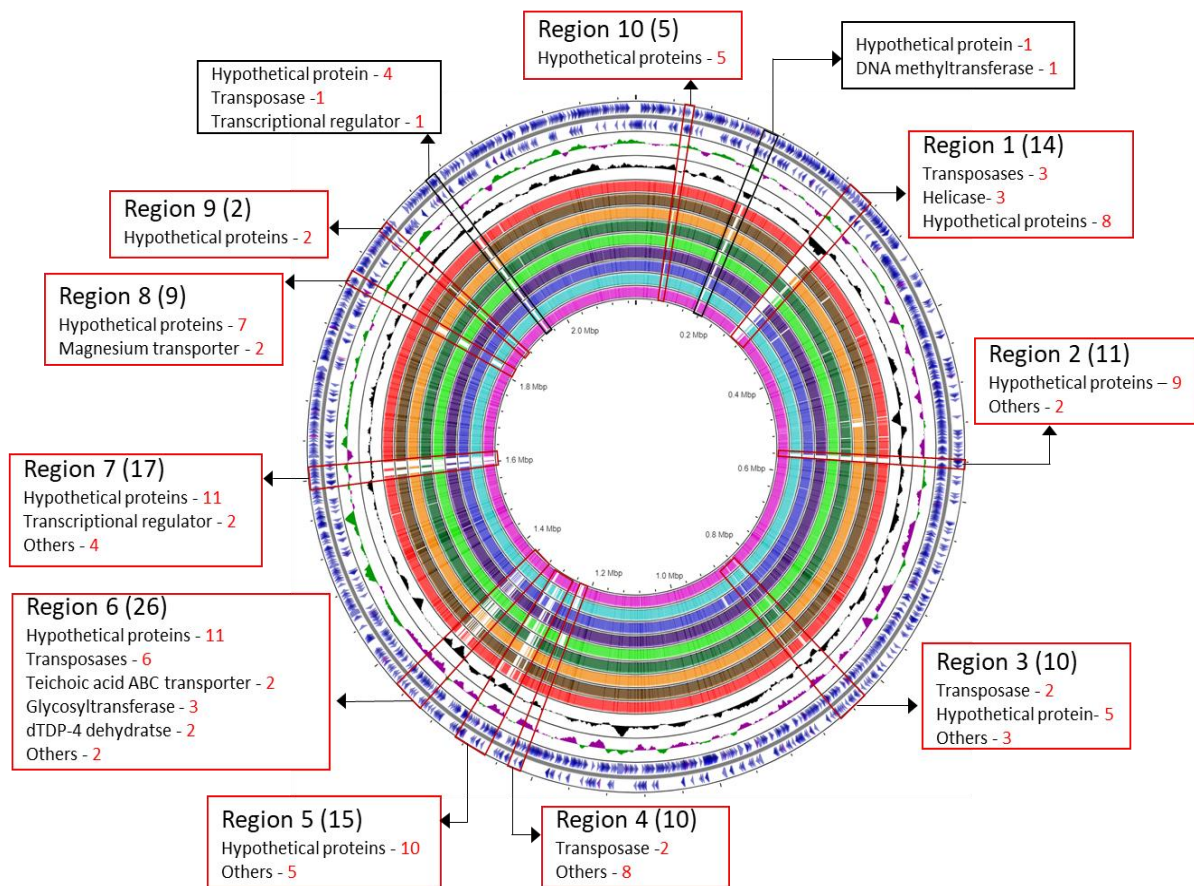 Region 10 (5)
Hypothetical proteins - 5
Hypothetical protein -1
DNA methyltransferase - 1
Hypothetical protein - 4
Transposase -1
Transcriptional regulator - 1
Region 1 (14)
Transposases - 3
Helicase- 3
Hypothetical proteins - 8
Region 9 (2)
Hypothetical proteins - 2
Region 8 (9)
Hypothetical proteins - 7
Magnesium transporter - 2
Region 2 (11)
Hypothetical proteins – 9
Others - 2
Region 7 (17)
Hypothetical proteins - 11
Transcriptional regulator - 2
Others - 4
Region 6 (26)
Hypothetical proteins - 11
Transposases - 6
Teichoic acid ABC transporter - 2
Glycosyltransferase - 3
dTDP-4 dehydratse - 2
Others - 2
Region 3 (10)
Transposase - 2
Hypothetical protein- 5
Others - 3
Region 5 (15)
Hypothetical proteins - 10
Others - 5
Region 4 (10)
Transposase -2
Others - 8
0.2 Mbp
0.4 Mbp
0.6 Mbp
0.8 Mbp
1.0 Mbp
1.2 Mbp
1.4 Mbp
1.6 Mbp
1.8 Mbp
2.0 Mbp